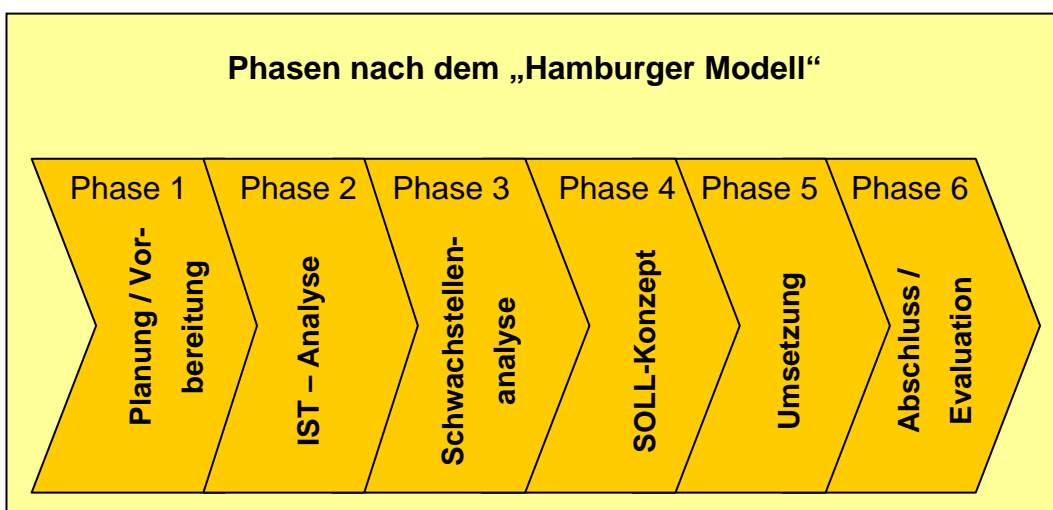 Phasen nach dem „Hamburger Modell“
Phase 1
Planung / Vor-
bereitung
Phase 2
IST – Analyse
Phase 3
Schwachstellen-
analyse
Phase 4
SOLL-Konzept
Phase 5
Umsetzung
Phase 6
Abschluss /
Evaluation